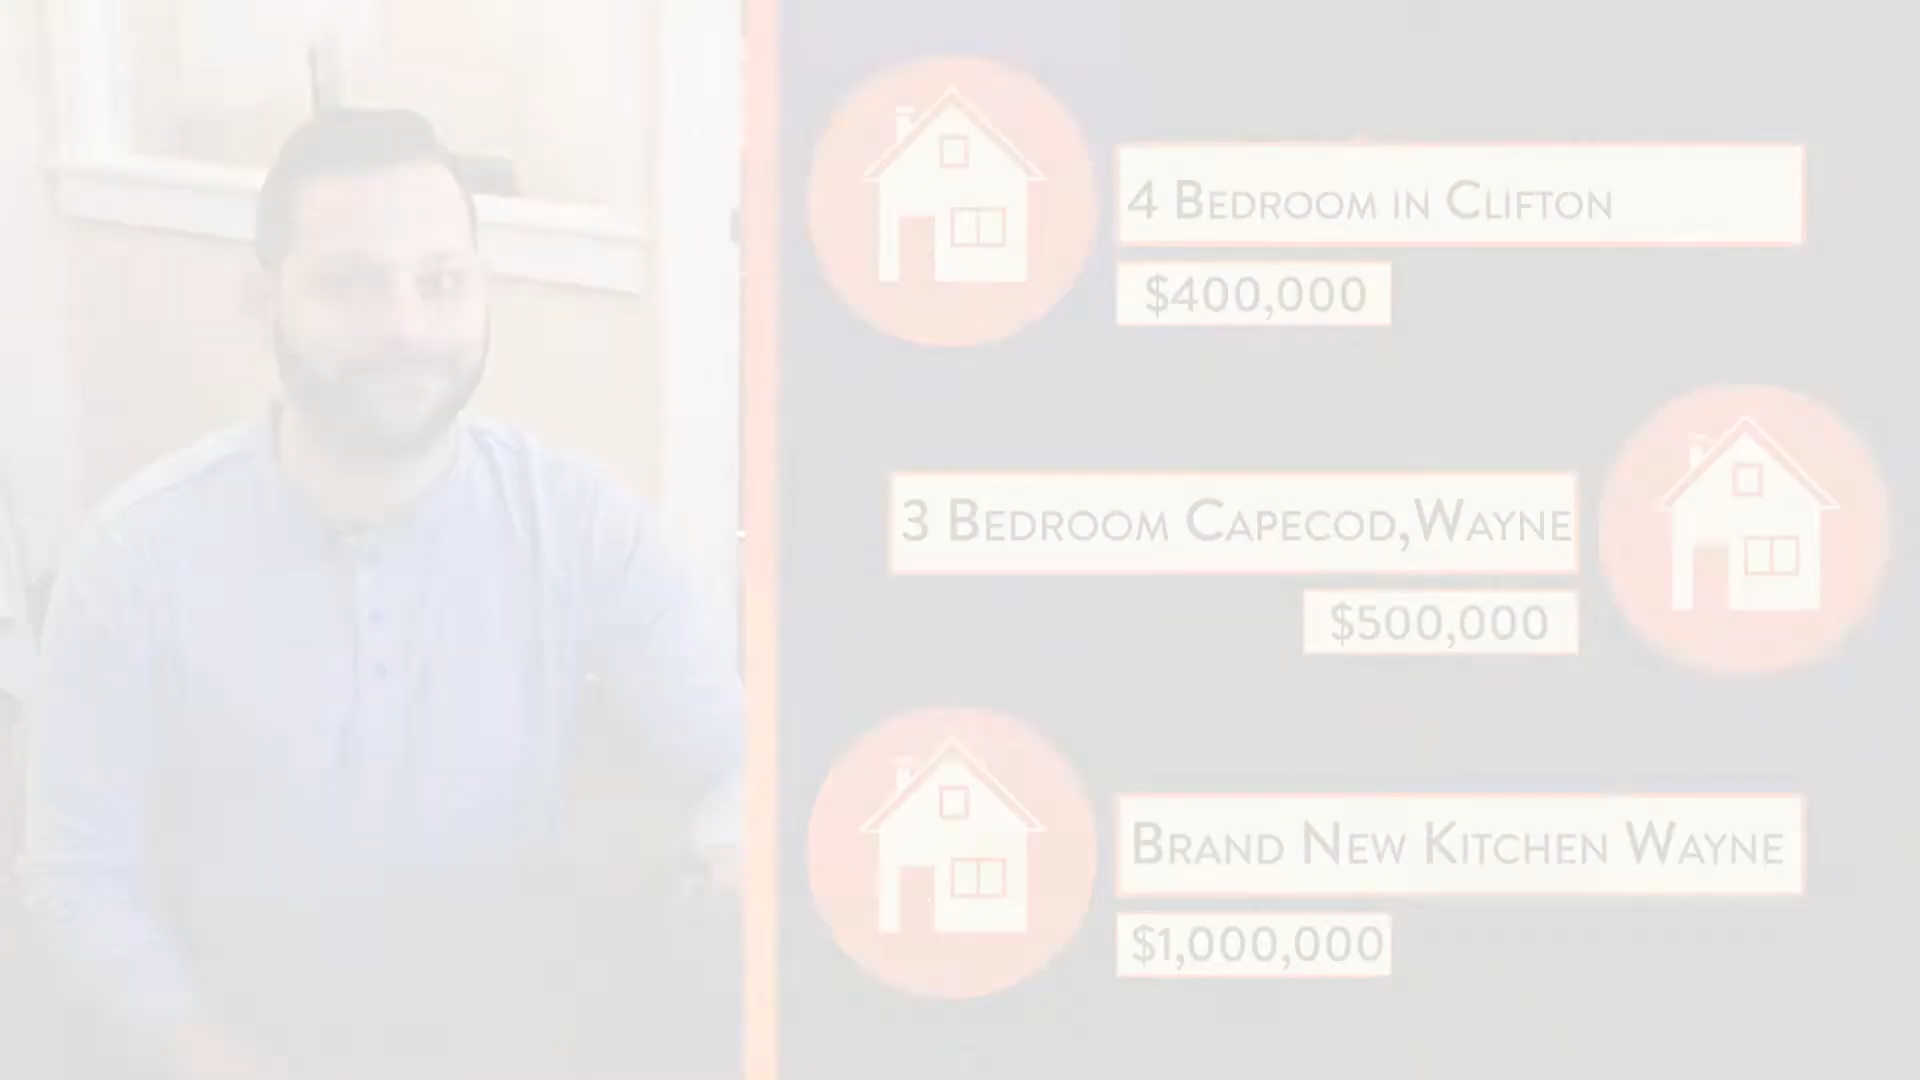 4 Bedroom in Clifton
$400,000
3 Bedroom Capecod,Wayne
$500,000
Brand New Kitchen Wayne
$1,000,000